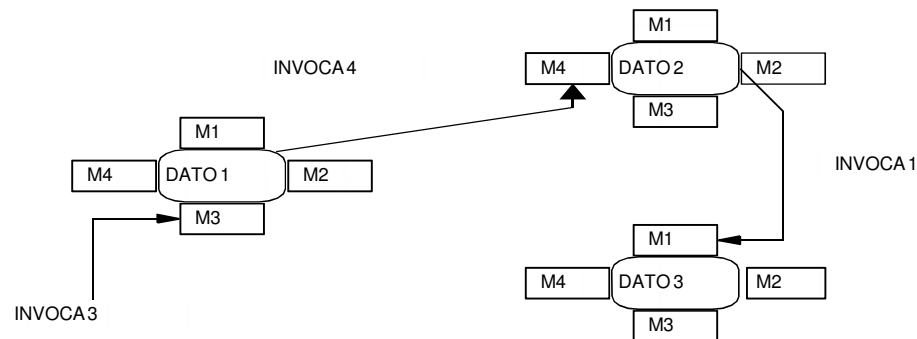 M1
INVOCA 4
M4 DATO 2 M2
M3
M1
M4 DATO 1 M2
INVOCA 1
M3
M1
M4 DATO 3 M2
INVOCA 3
M3